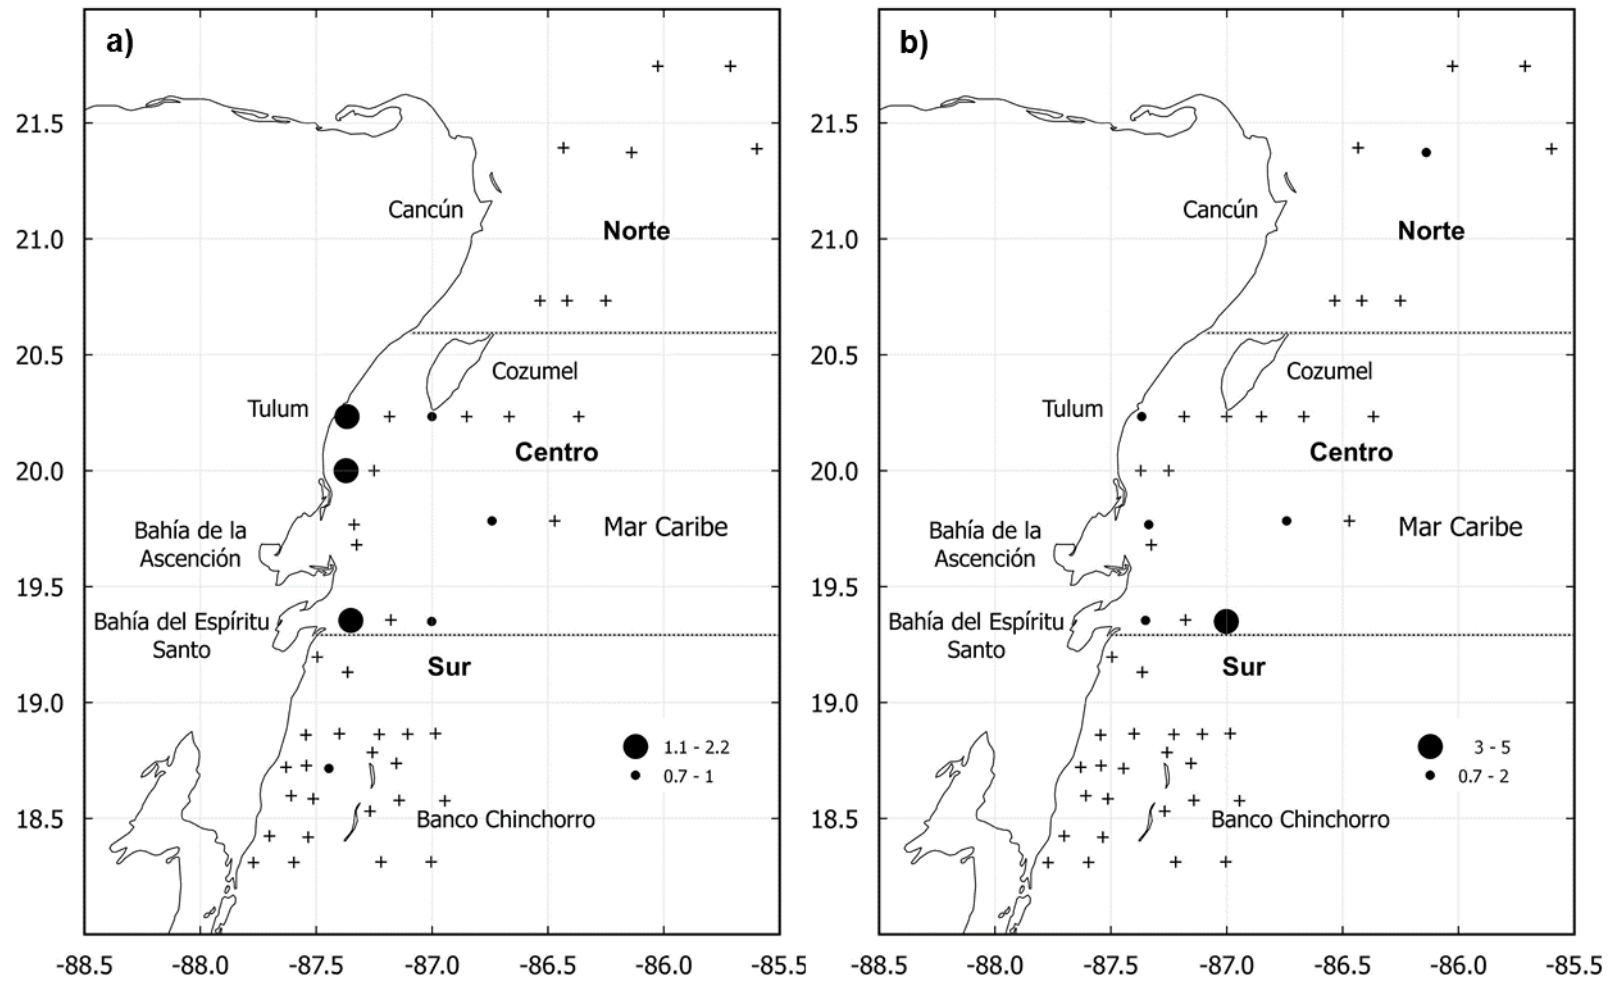 a)
21.5
Cancún
Norte
21.0
20.5
Cozumel
Tulum
Centro
20.0
Bahía de la
Ascención
Mar Caribe
19.5
Bahía del Espíritu
Santo
Sur
19.0
1.1 - 2.2
0.7 - 1
18.5
Banco Chinchorro
-88.5 -88.0 -87.5 -87.0 -86.5 -86.0 -85.5
b)
21.5
Cancún
Norte
21.0
20.5
Cozumel
Tulum
Centro
20.0
Bahía de la
Ascención
Mar Caribe
19.5
Bahía del Espíritu
Santo
Sur
19.0
3 - 5
0.7 - 2
18.5
Banco Chinchorro
-88.5 -88.0 -87.5 -87.0 -86.5 -86.0 -85.5